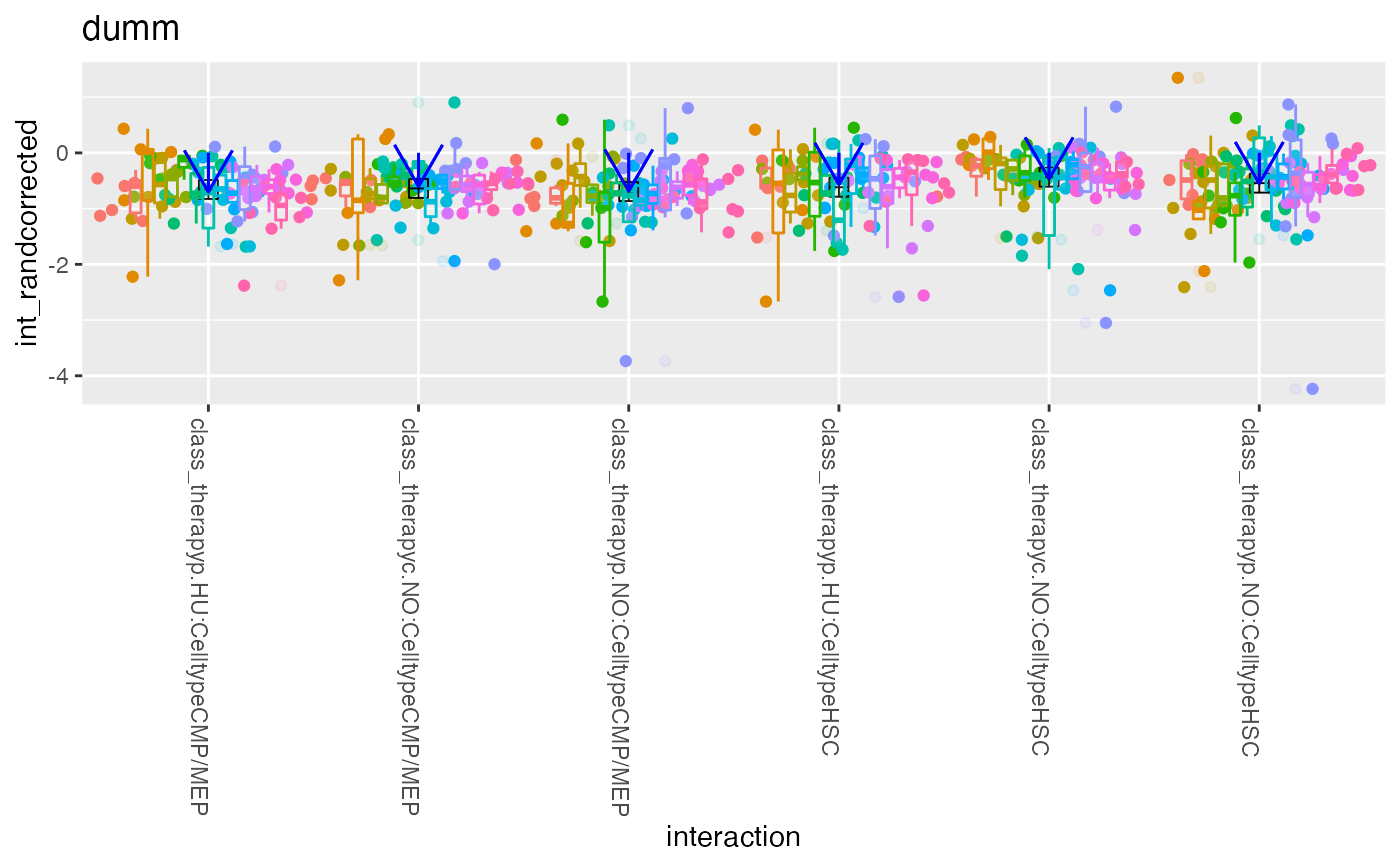 dumm
int_randcorrected
0
-2
-4
class_therapyp.HU:CelltypeCMP/MEP
class_therapyc.NO:CelltypeCMP/MEP
class_therapyp.NO:CelltypeCMP/MEP
class_therapyp.HU:CelltypeHSC
class_therapyc.NO:CelltypeHSC
class_therapyp.NO:CelltypeHSC
interaction